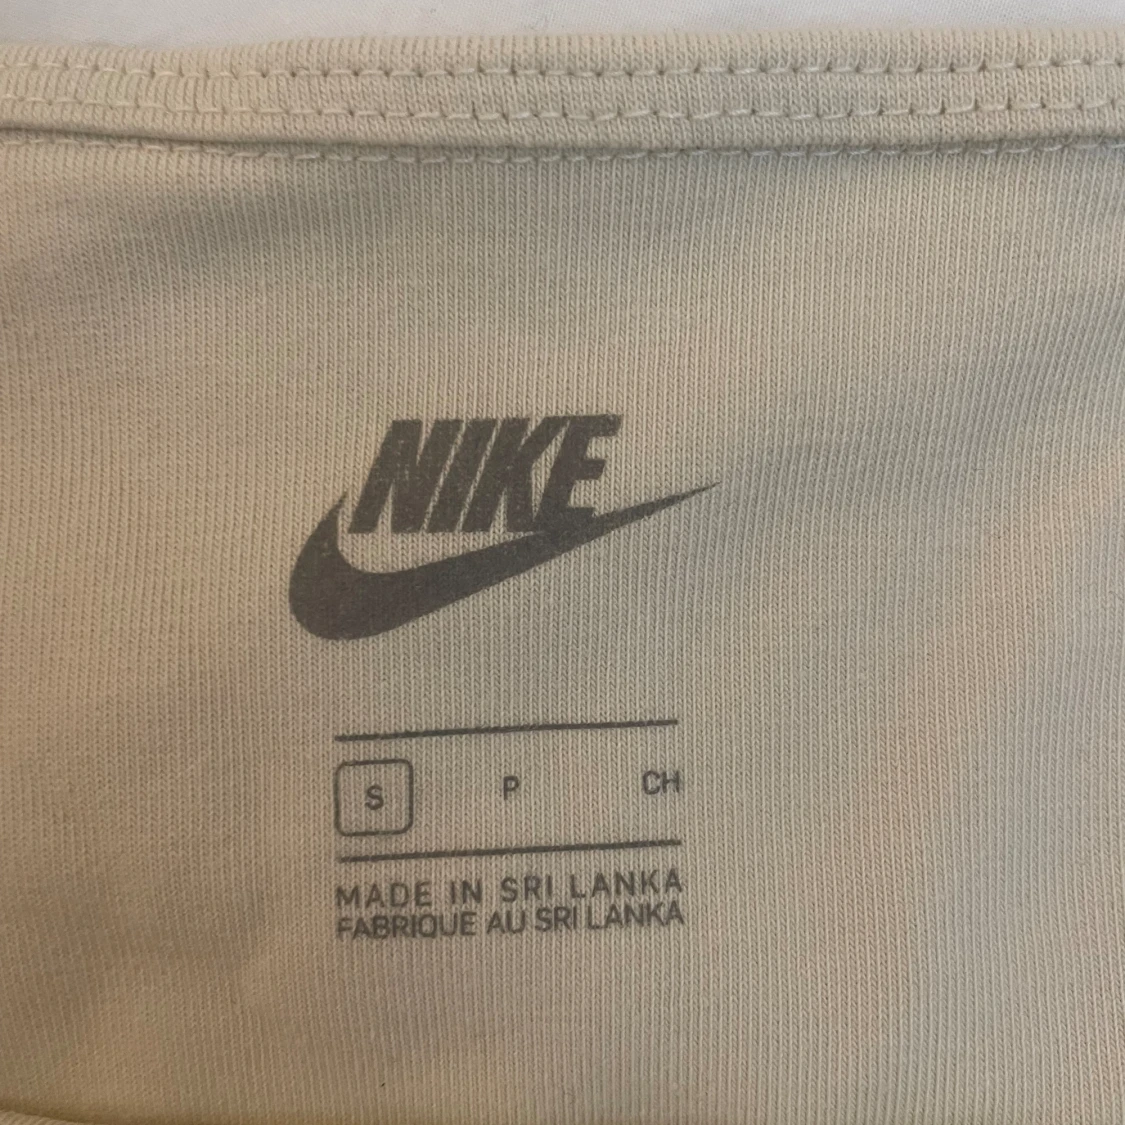 NIKE
S P CH
MADE IN SRI LANKA
FABRIQUE AU SRI LANKA